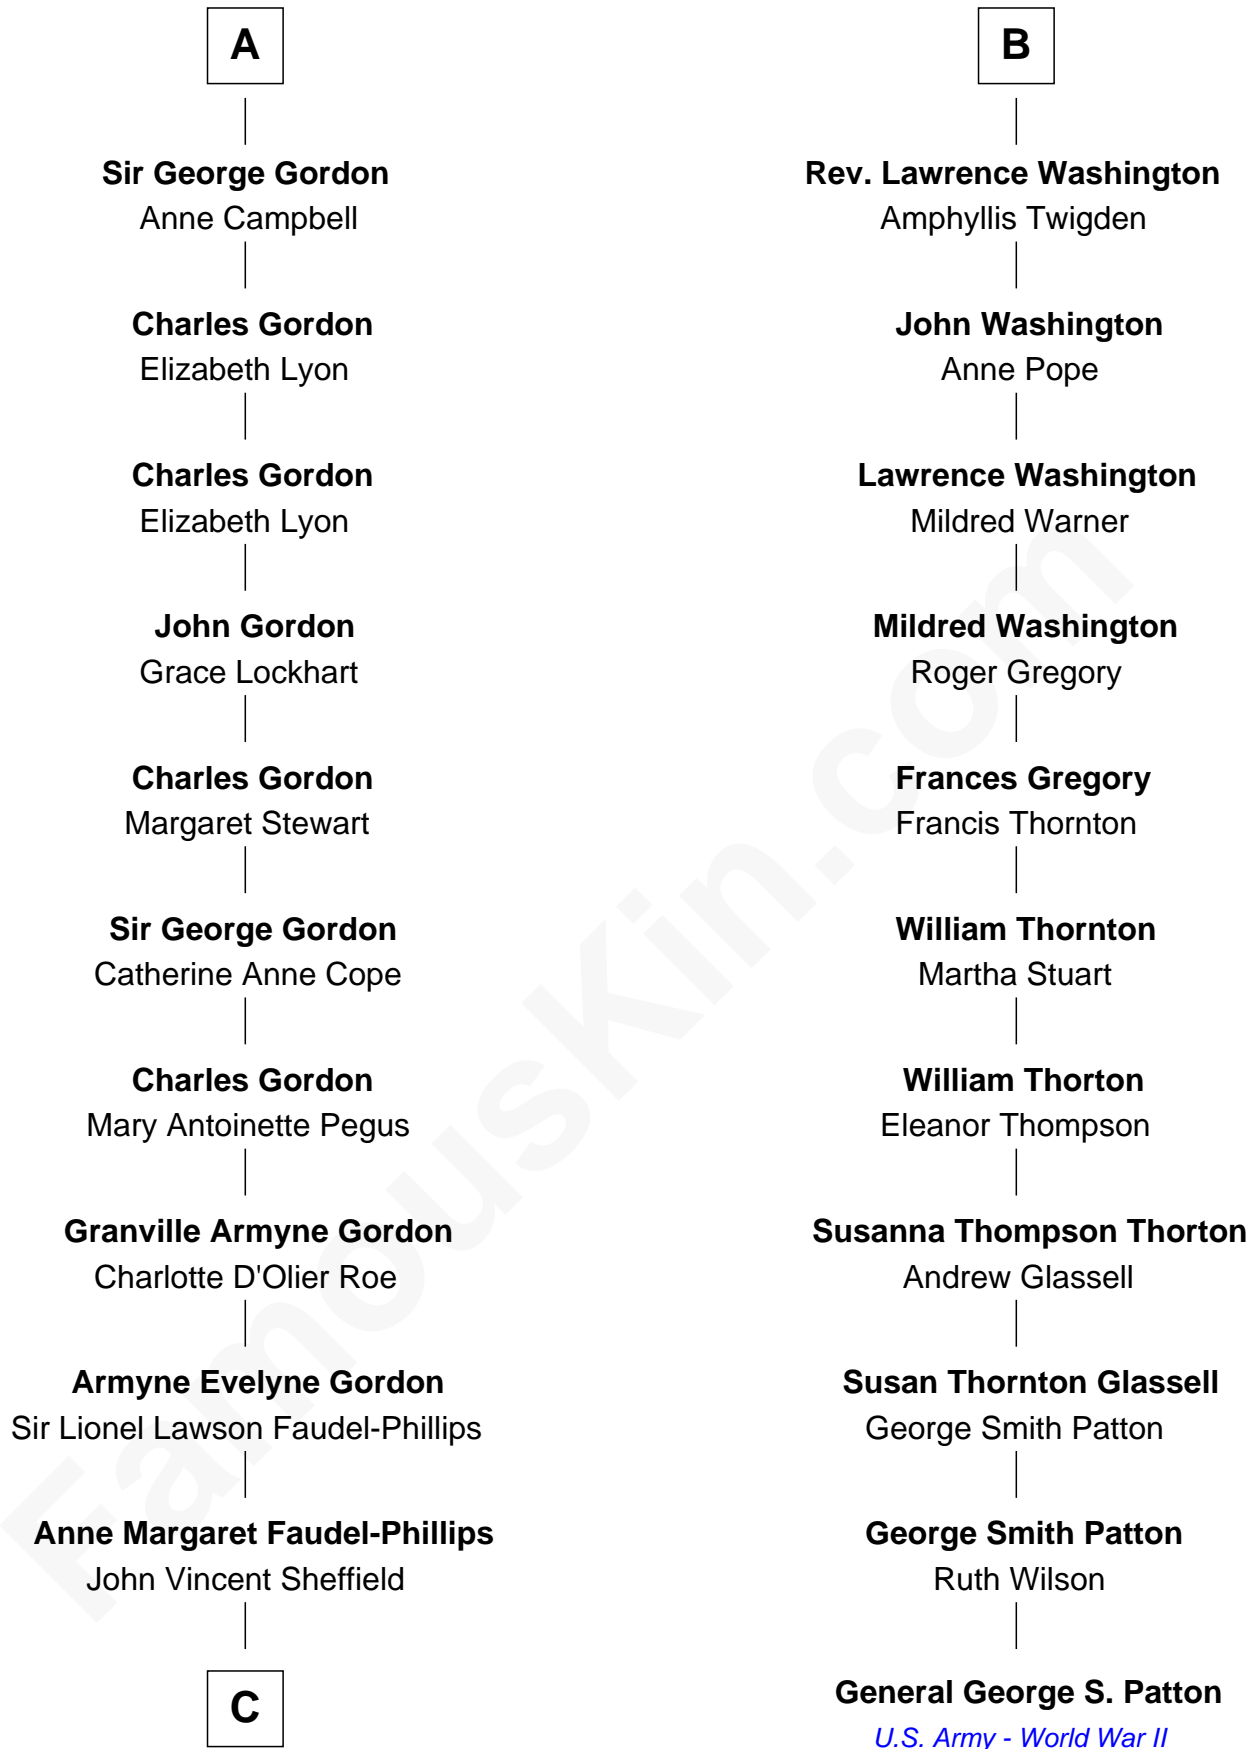 A
Sir George Gordon
Anne Campbell
Charles Gordon
Elizabeth Lyon
Charles Gordon
Elizabeth Lyon
John Gordon
Grace Lockhart
Charles Gordon
Margaret Stewart
Sir George Gordon
Catherine Anne Cope
Charles Gordon
Mary Antoinette Pegus
Granville Armyne Gordon
Charlotte D'Olier Roe
Armyne Evelyne Gordon
Sir Lionel Lawson Faudel-Phillips
Anne Margaret Faudel-Phillips
John Vincent Sheffield
C
B
Rev. Lawrence Washington
Amphyllis Twigden
John Washington
Anne Pope
Lawrence Washington
Mildred Warner
Mildred Washington
Roger Gregory
Frances Gregory
Francis Thornton
William Thornton
Martha Stuart
William Thorton
Eleanor Thompson
Susanna Thompson Thorton
Andrew Glassell
Susan Thornton Glassell
George Smith Patton
George Smith Patton
Ruth Wilson
General George S. Patton
U.S. Army - World War II
FamousKin.com